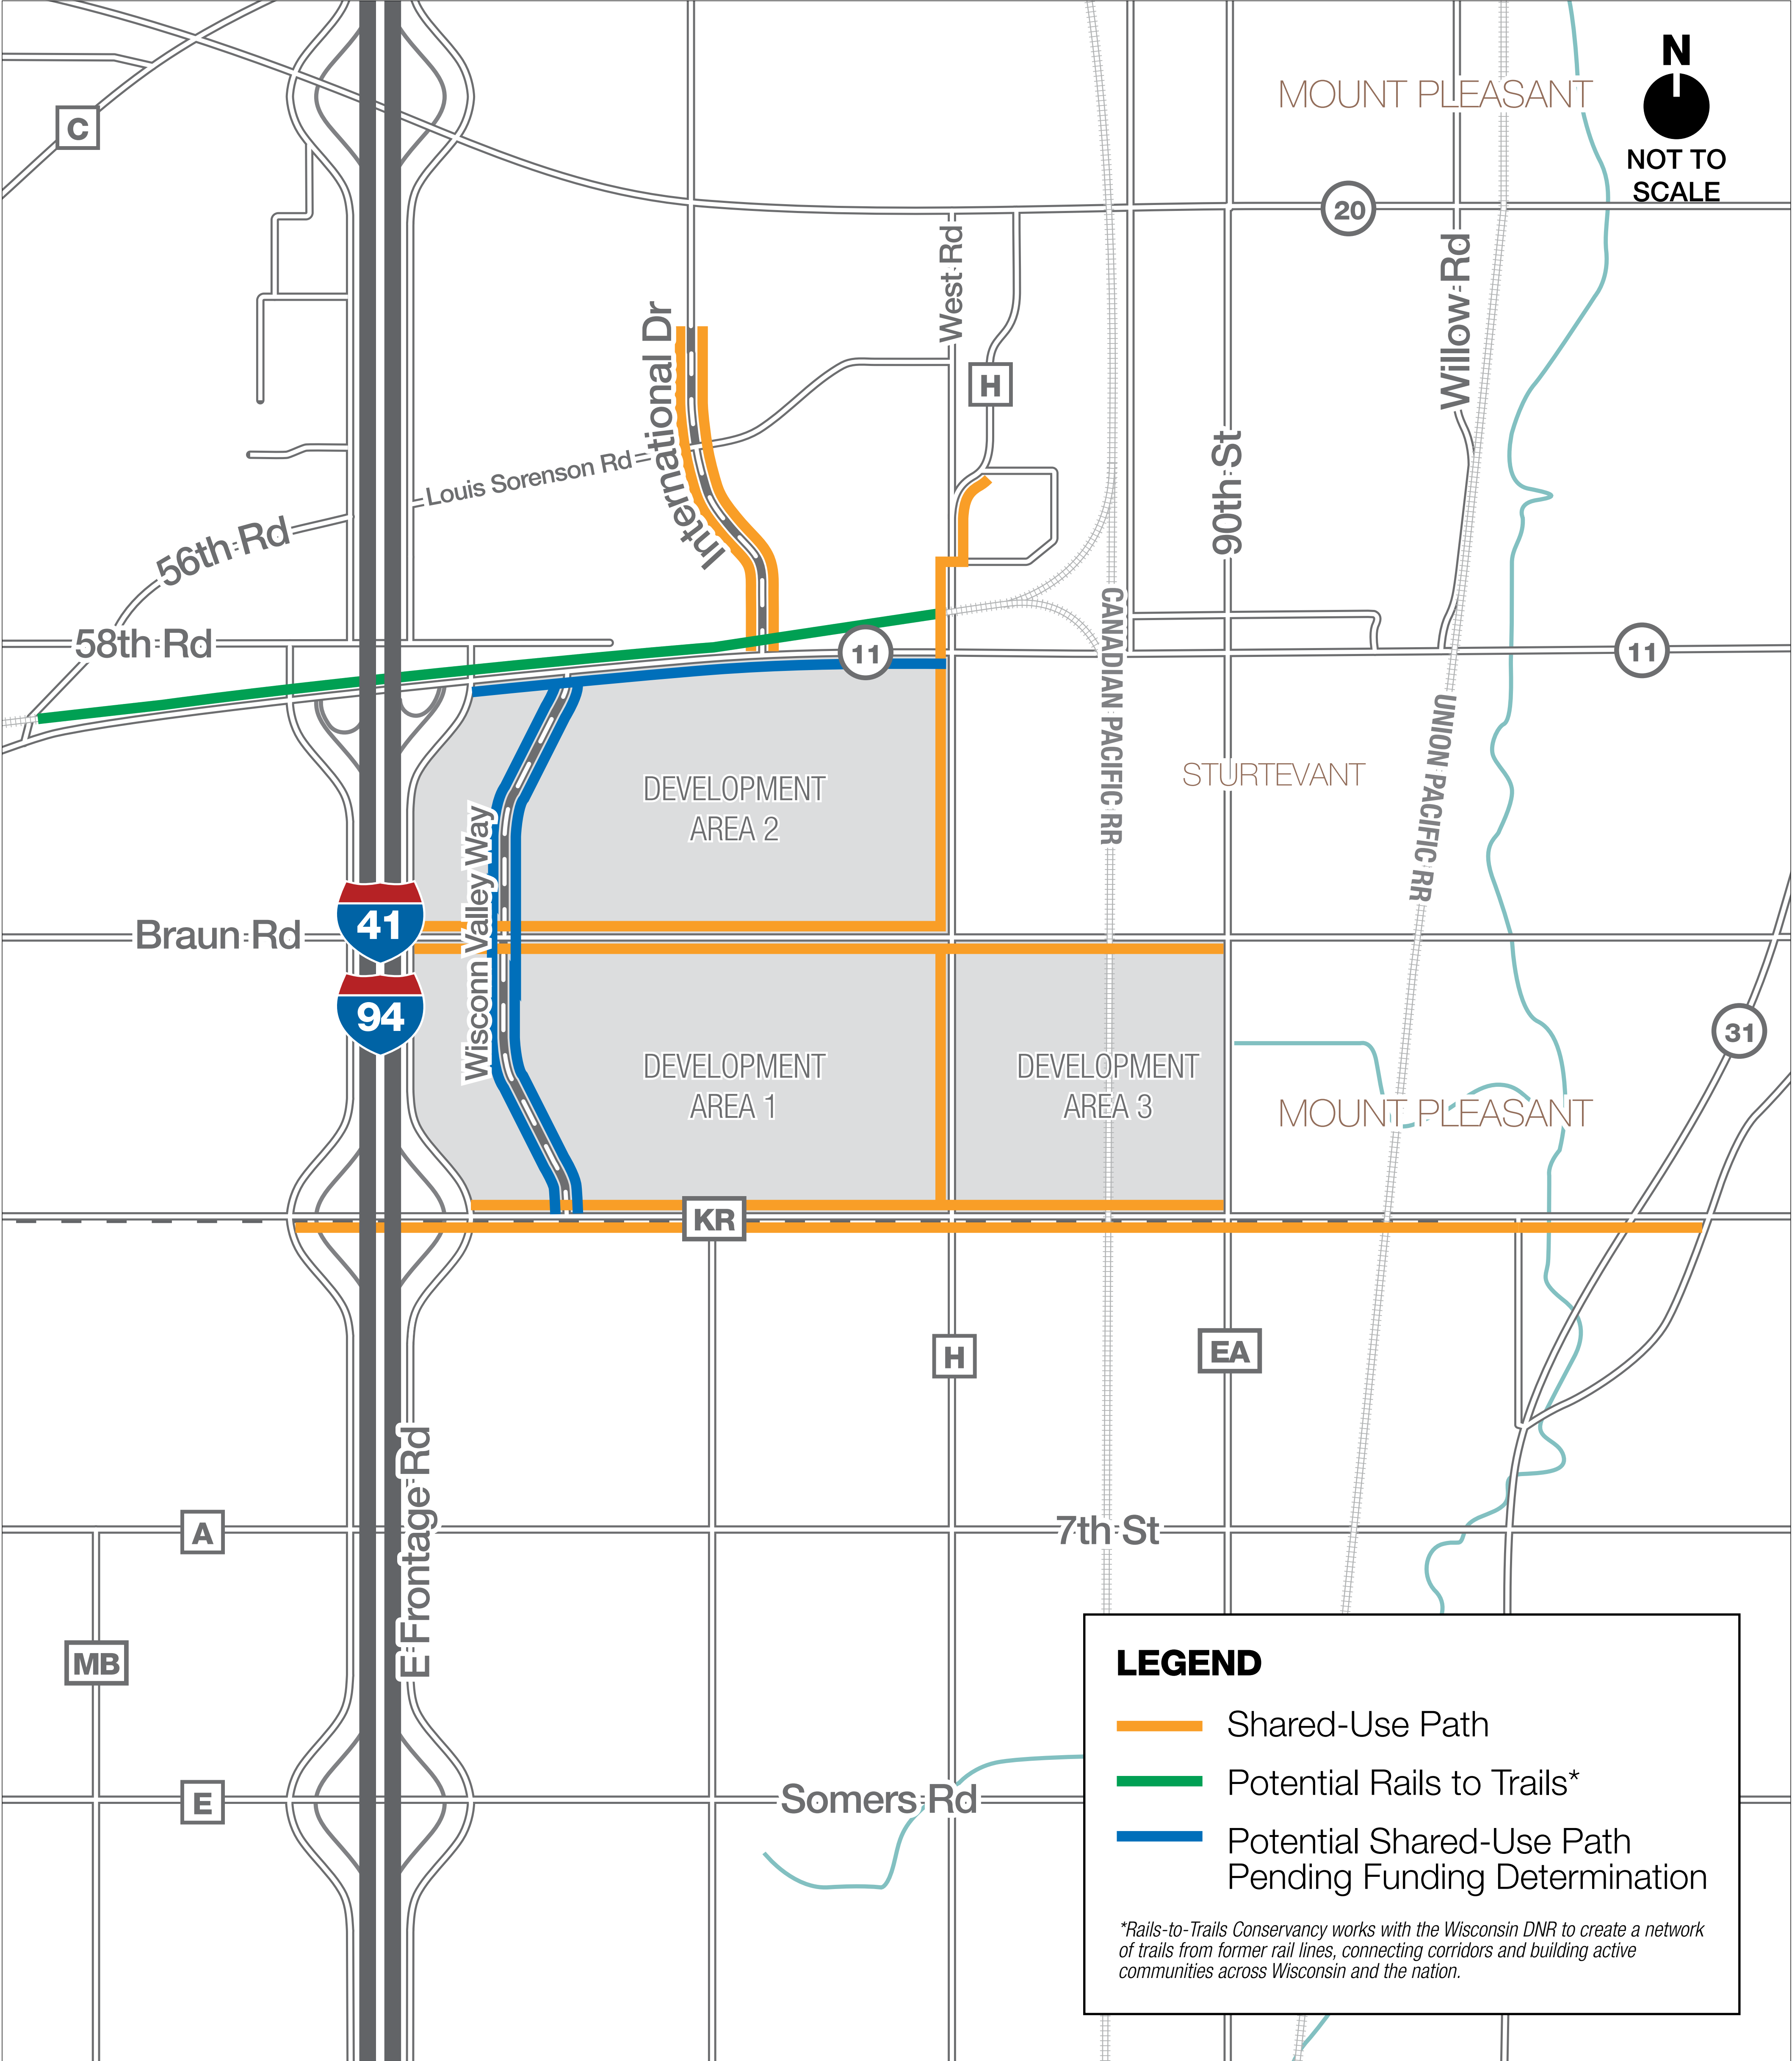 MOUNT PLEASANT
N
NOT TO
SCALE
C
20
West Rd
Willow Rd
International Dr
H
Louis Sorenson Rd
90th St
56th Rd
58th Rd
CANADIAN PACIFIC RR
11
11
UNION PACIFIC RR
STURTEVANT
DEVELOPMENT
AREA 2
Wisconn Valley Way
Braun Rd
41
94
31
DEVELOPMENT
AREA 1
DEVELOPMENT
AREA 3
MOUNT PLEASANT
KR
H
EA
E Frontage Rd
A
7th St
MB
E
Somers Rd
LEGEND
Shared-Use Path
Potential Rails to Trails*
Potential Shared-Use Path
Pending Funding Determination
*Rails-to-Trails Conservancy works with the Wisconsin DNR to create a network
of trails from former rail lines, connecting corridors and building active
communities across Wisconsin and the nation.